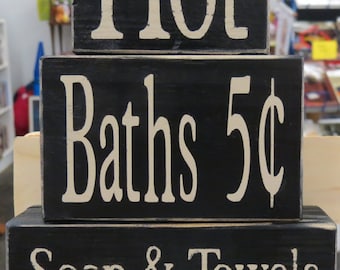 Hot
Baths 5¢
Soap & Towels